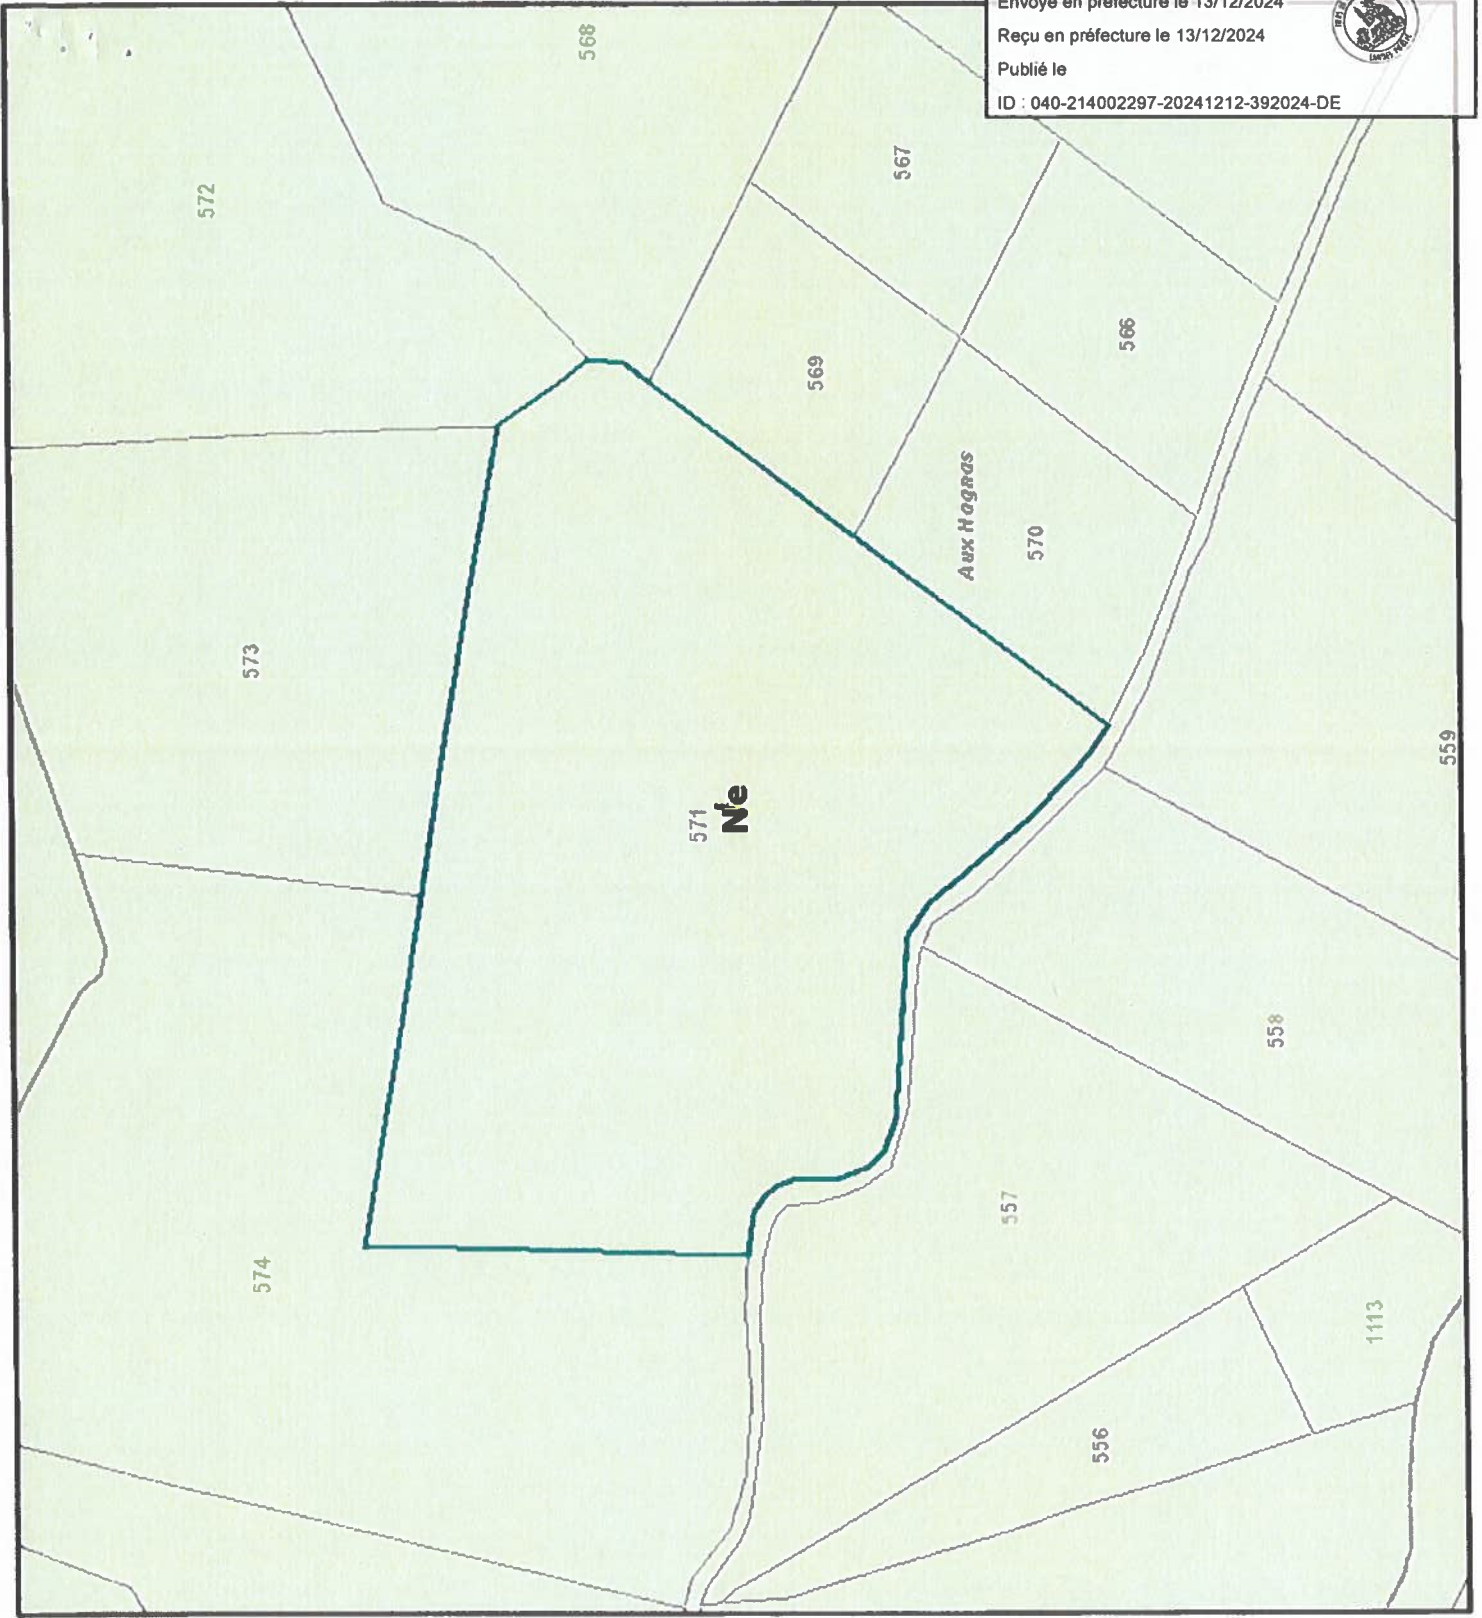 Envoyé en préfecture le 13/12/2024
Reçu en préfecture le 13/12/2024
Publié le
ID : 040-214002297-20241212-392024-DE
568
572
567
566
569
Aux Hagnas
570
573
571
Nfe
559
558
557
574
1113
556